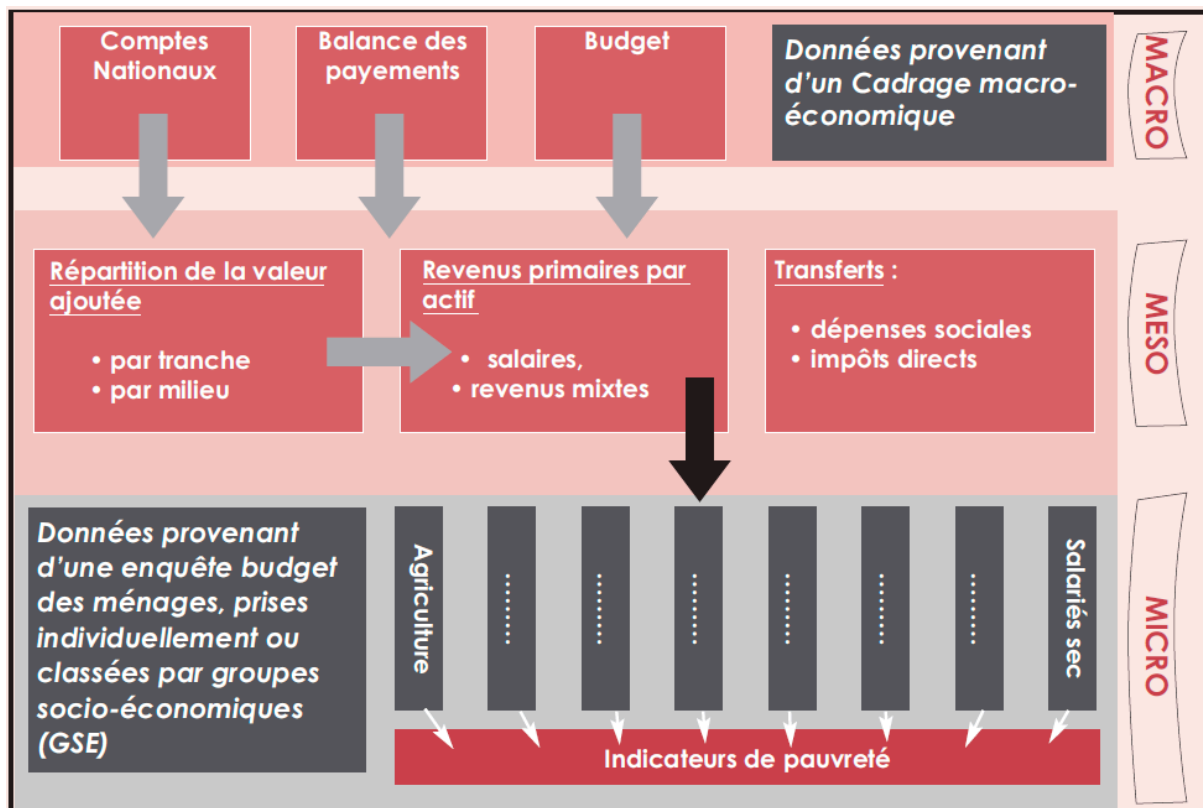 Comptes
Nationaux
Balance des
payements
Budget
Données provenant
d'un Cadrage macro-
économique
MACRO
Répartition de la valeur
ajoutée
• par tranche
• par milieu
Revenus primaires par
actif
• salaires,
• revenus mixtes
Transferts :
• dépenses sociales
• impôts directs
MESO
Données provenant
d'une enquête budget
des ménages, prises
individuellement ou
classées par groupes
socio-économiques
(GSE)
Agriculture
.........
.........
.........
.........
.........
.........
Salariés sec
Indicateurs de pauvreté
MICRO